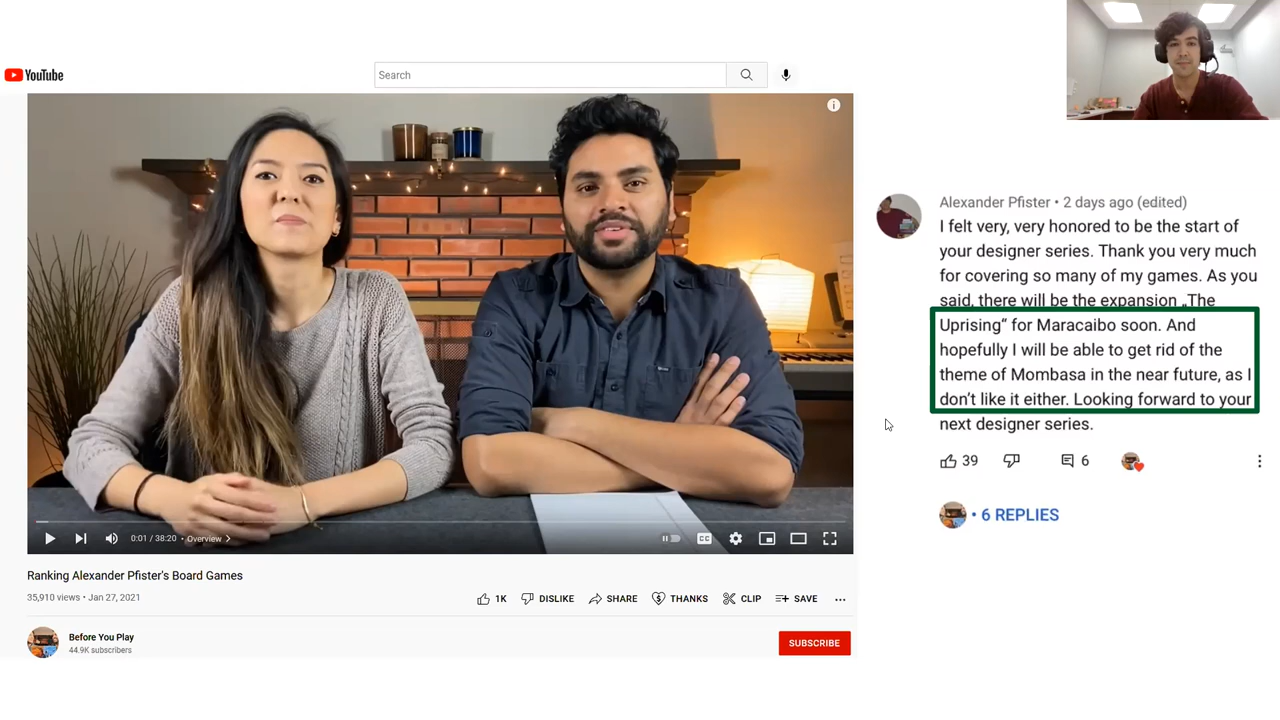 YouTube
Search
Alexander Pfister • 2 days ago (edited)
I felt very, very honored to be the start of
your designer series. Thank you very much
for covering so many of my games. As you
said, there will be the expansion „The
Uprising“ for Maracaibo soon. And
hopefully I will be able to get rid of the
theme of Mombasa in the near future, as I
don't like it either. Looking forward to your
next designer series.
39
6
• 6 REPLIES
0:01 / 38:20 • Overview
CC
Ranking Alexander Pfister's Board Games
35,910 views • Jan 27, 2021
1K DISLIKE SHARE THANKS CLIP SAVE
Before You Play
44.9K subscribers
SUBSCRIBE